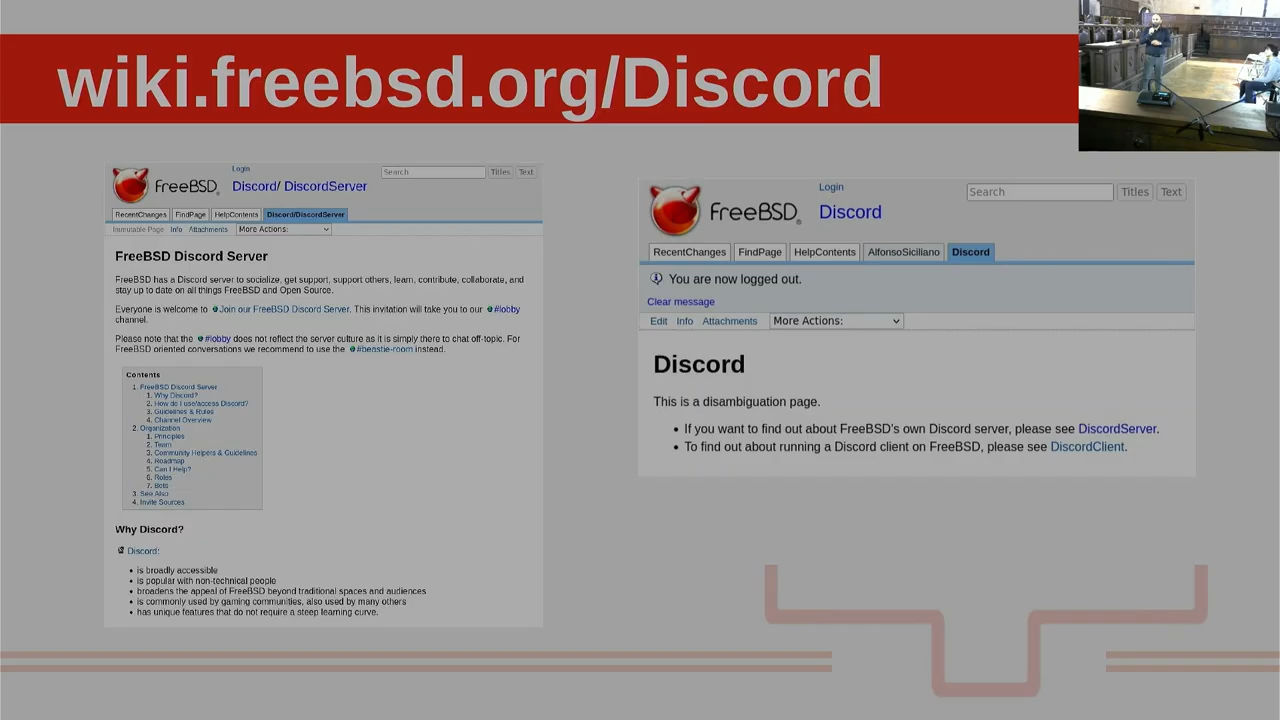 wiki.freebsd.org/Discord
FreeBSD
Login
Discord/ DiscordServer
Search
Titles
Text
RecentChanges
FindPage
HelpContents
Discord/DiscordServer
Immutable Page
Info
Attachments
More Actions:
FreeBSD Discord Server
FreeBSD has a Discord server to socialize, get support, support others, learn, contribute, collaborate, and
stay up to date on all things FreeBSD and Open Source.
Everyone is welcome to Join our FreeBSD Discord Server. This invitation will take you to our #lobby
channel.
Please note that the #lobby does not reflect the server culture as it is simply there to chat off-topic. For
FreeBSD oriented conversations we recommend to use the #beastie-room instead.
Contents
1. FreeBSD Discord Server
1. Why Discord?
2. How do I use/access Discord?
3. Guidelines & Rules
4. Channel Overview
2. Organization
1. Principles
2. Team
3. Community Helpers & Guidelines
4. Roadmap
5. Can I Help?
6. Roles
7. Bots
3. See Also
4. Invite Sources
Why Discord?
Discord:
• is broadly accessible
• is popular with non-technical people
• broadens the appeal of FreeBSD beyond traditional spaces and audiences
• is commonly used by gaming communities, also used by many others
• has unique features that do not require a steep learning curve.
FreeBSD®
Login
Discord
Search
Titles
Text
RecentChanges
FindPage
HelpContents
AlfonsoSiciliano
Discord
You are now logged out.
Clear message
Edit
Info
Attachments
More Actions:
Discord
This is a disambiguation page.
• If you want to find out about FreeBSD's own Discord server, please see DiscordServer.
• To find out about running a Discord client on FreeBSD, please see DiscordClient.